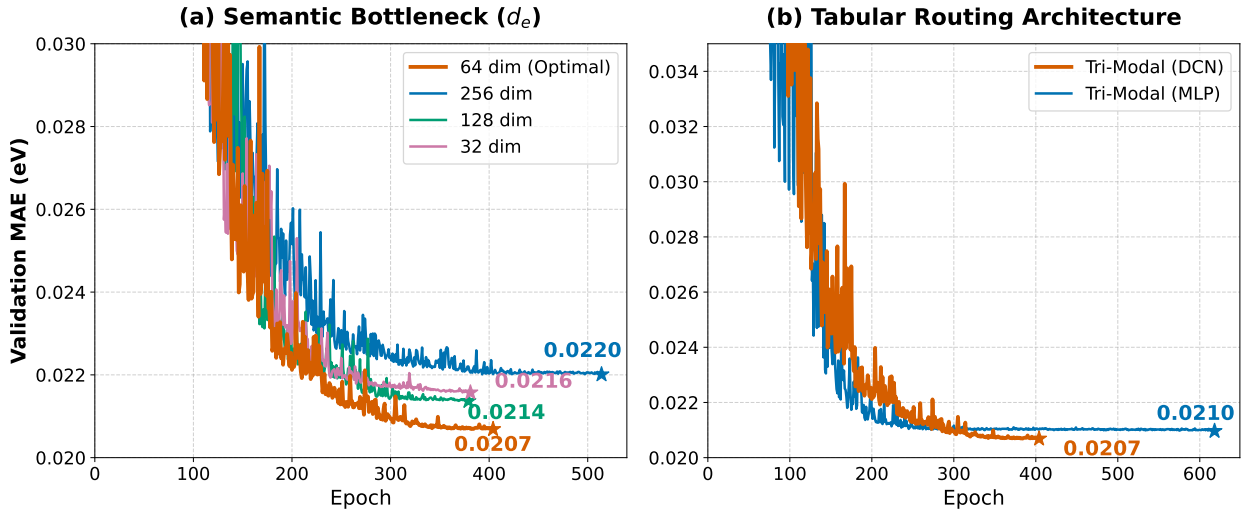 (a) Semantic Bottleneck (dₑ)
0.030
0.028
0.026
0.024
0.022
0.020
Validation MAE (eV)
64 dim (Optimal)
256 dim
128 dim
32 dim
0.0220
0.0216
0.0214
0.0207
0 100 200 300 400 500
Epoch
(b) Tabular Routing Architecture
0.034
0.032
0.030
0.028
0.026
0.024
0.022
0.020
Tri-Modal (DCN)
Tri-Modal (MLP)
0.0210
0.0207
0 100 200 300 400 500 600
Epoch